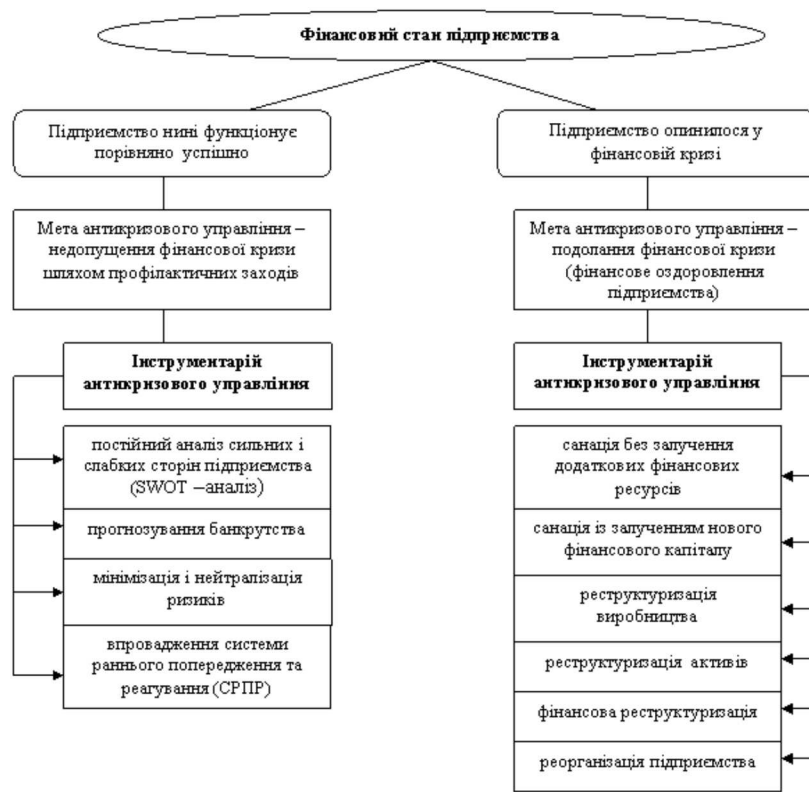 Фінансовий стан підприємства
Підприємство нині функціонує
порівняно успішно
Мета антикризового управління –
недопущення фінансової кризи
шляхом профілактичних заходів
Інструментарій
антикризового управління
постійний аналіз сильних і
слабких сторін підприємства
(SWOT –аналіз)
прогнозування банкрутства
мінімізація і нейтралізація
ризиків
впровадження системи
раннього попередження та
реагування (СРПР)
Підприємство опинилося у
фінансовій кризі
Мета антикризового управління –
подолання фінансової кризи
(фінансове оздоровлення
підприємства)
Інструментарій
антикризового управління
санація без залучення
додаткових фінансових
ресурсів
санація із залученням нового
фінансового капіталу
реструктуризація
виробництва
реструктуризація активів
фінансова реструктуризація
реорганізація підприємства